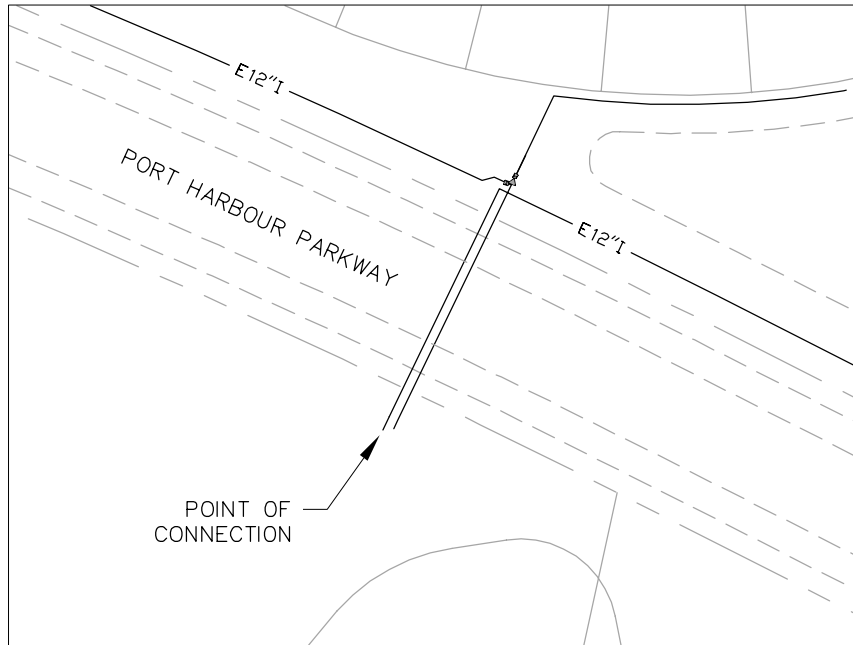 E12"I
PORT HARBOUR PARKWAY
E12"I
POINT OF
CONNECTION